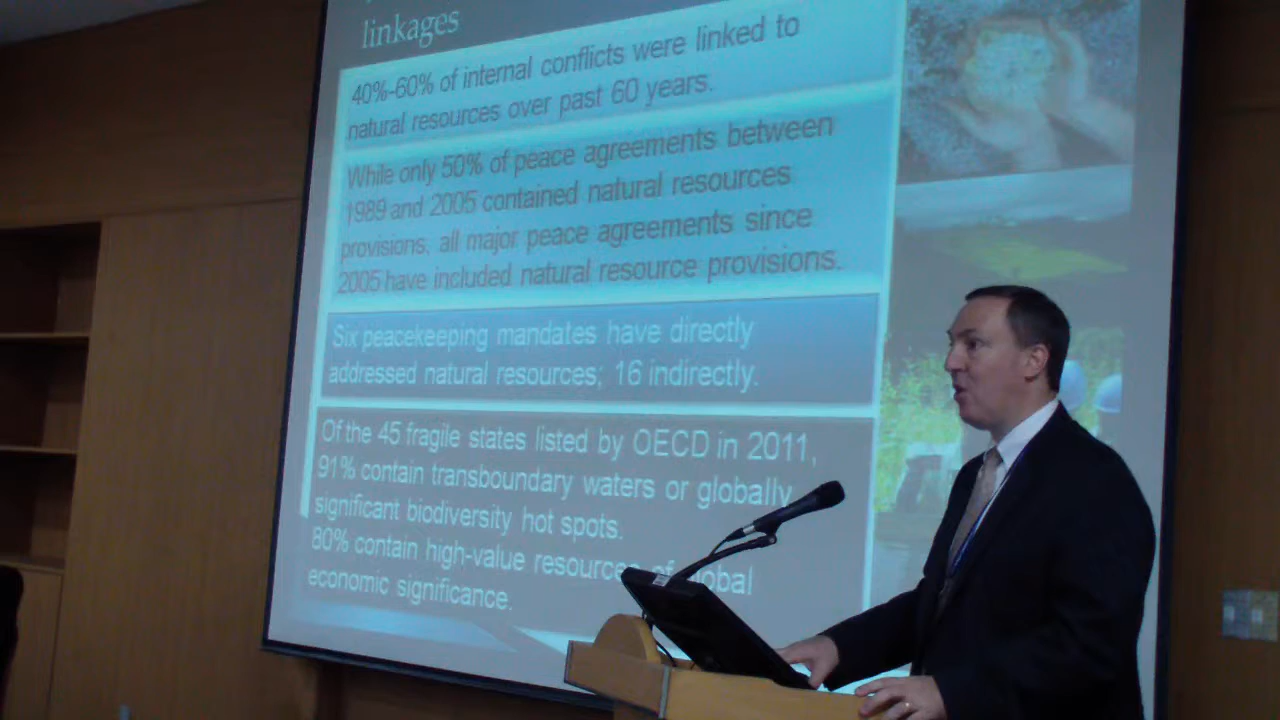 linkages
40%-60% of internal conflicts were linked to
natural resources over past 60 years.
While only 50% of peace agreements between
1989 and 2005 contained natural resources
provisions, all major peace agreements since
2005 have included natural resource provisions.
Six peacekeeping mandates have directly
addressed natural resources; 16 indirectly.
Of the 45 fragile states listed by OECD in 2011,
91% contain transboundary waters or globally
significant biodiversity hot spots.
80% contain high-value resources of global
economic significance.